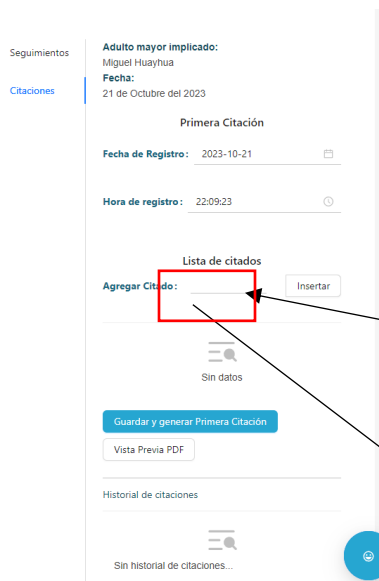 Seguimientos
Citaciones
Adulto mayor implicado:
Miguel Huayhua
Fecha:
21 de Octubre del 2023
Primera Citación
Fecha de Registro: 2023-10-21
Hora de registro: 22:09:23
Lista de citados
Agregar Citado: Insertar
Sin datos
Guardar y generar Primera Citación
Vista Previa PDF
Historial de citaciones
Sin historial de citaciones...